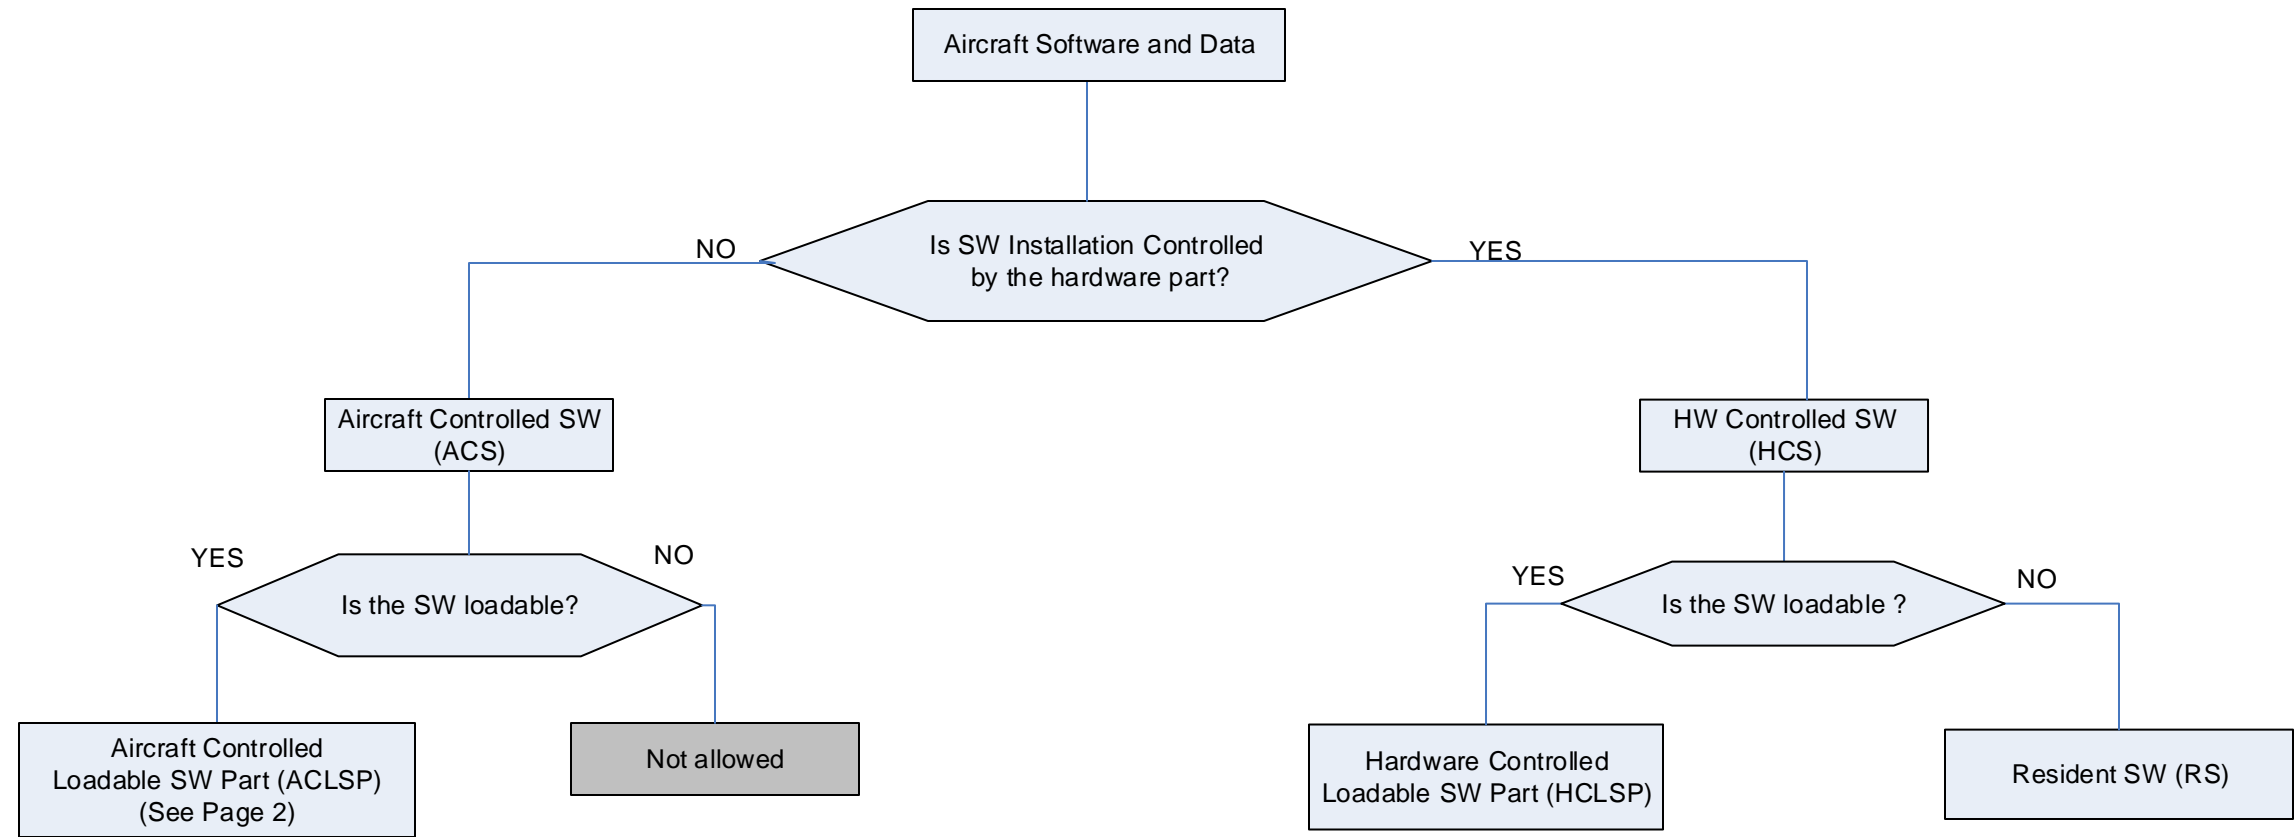 Aircraft Software and Data
Is SW Installation Controlled
by the hardware part?
NO
YES
Aircraft Controlled SW
(ACS)
HW Controlled SW
(HCS)
YES
Is the SW loadable?
NO
YES
Is the SW loadable ?
NO
Aircraft Controlled
Loadable SW Part (ACLSP)
(See Page 2)
Not allowed
Hardware Controlled
Loadable SW Part (HCLSP)
Resident SW (RS)